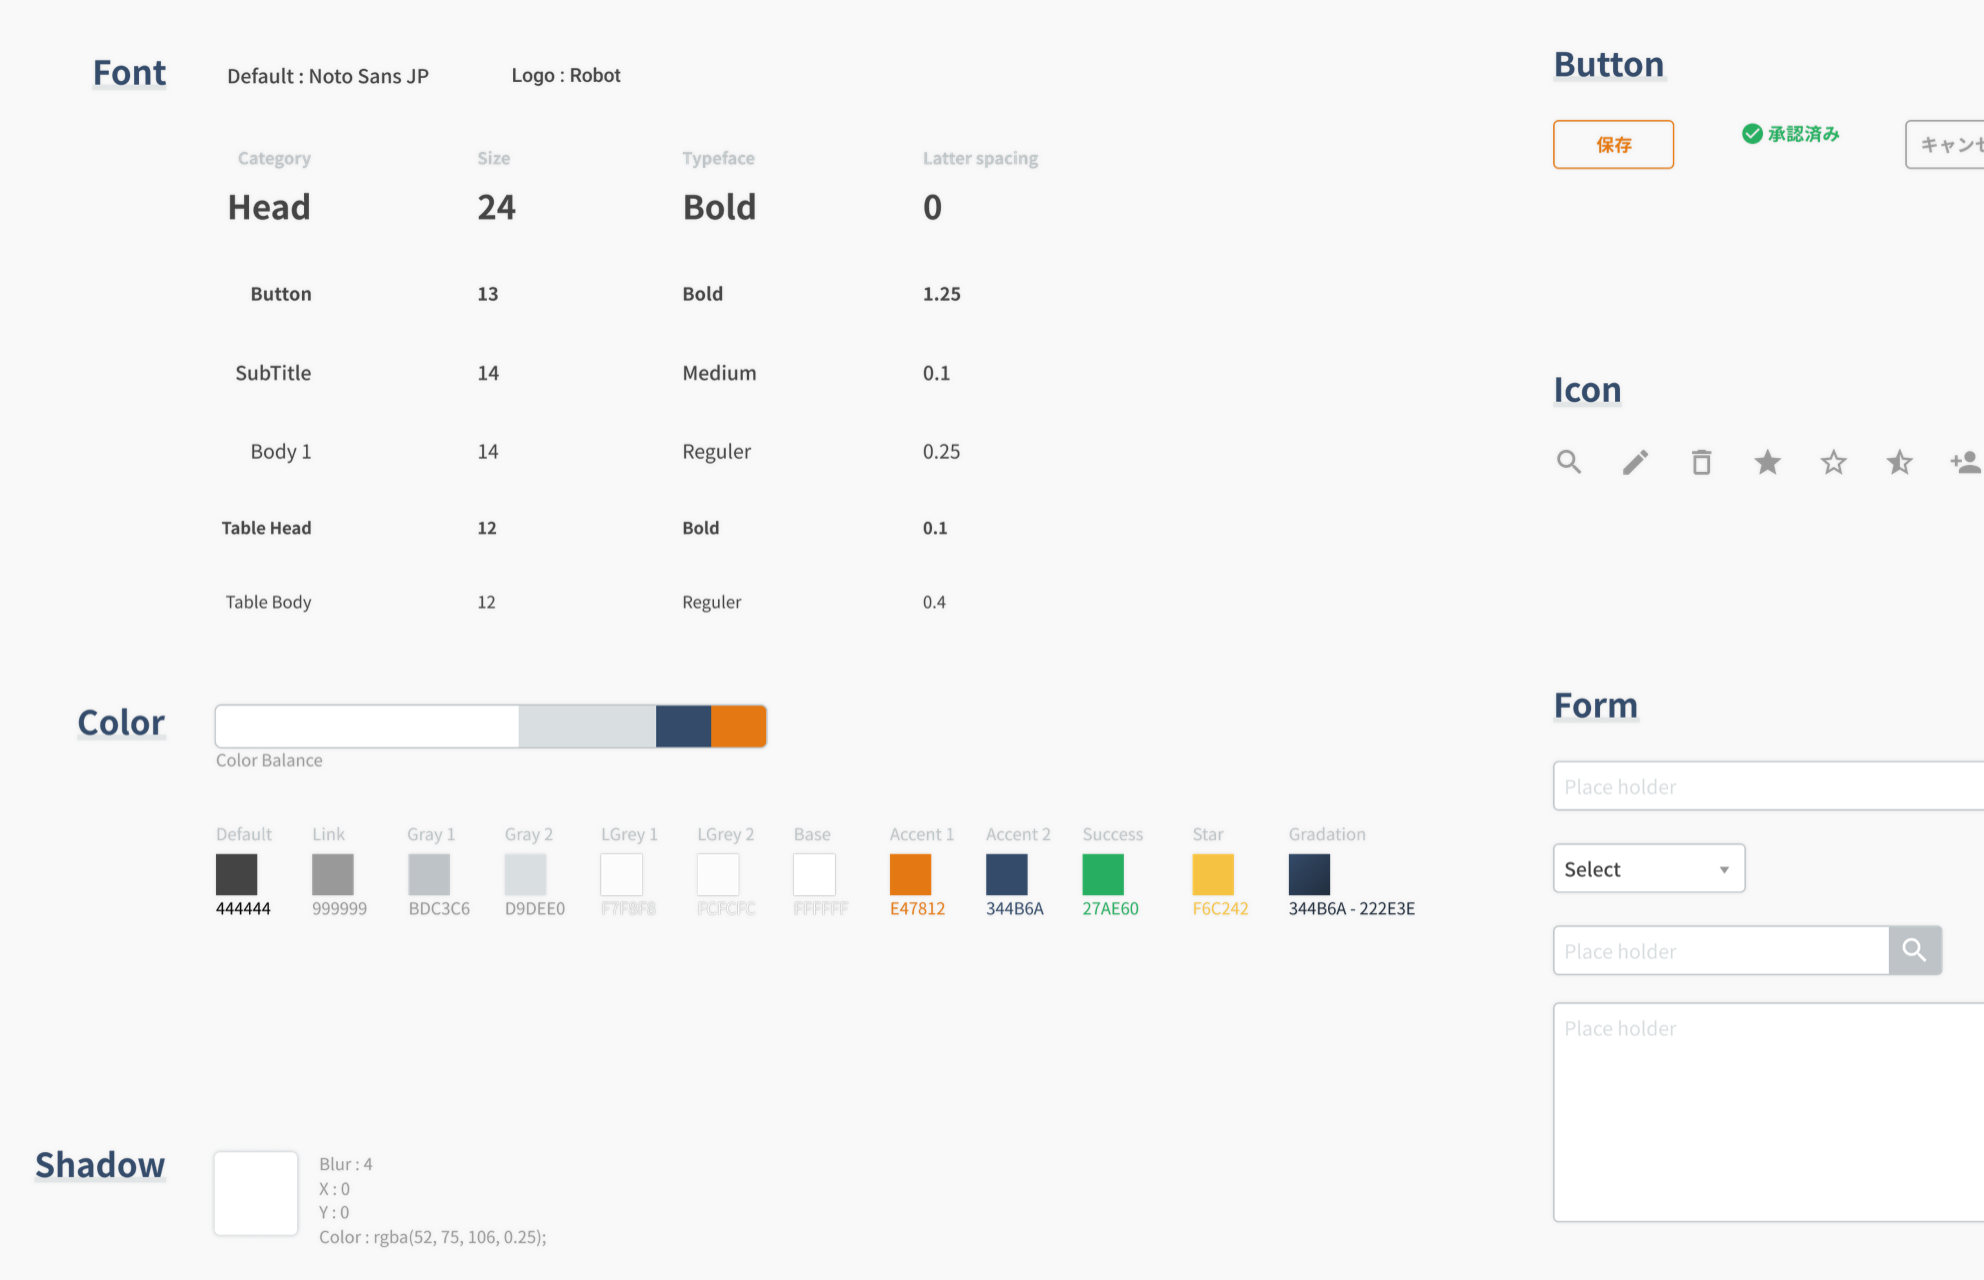 Font
Default : Noto Sans JP
Logo : Robot
Category Size Typeface Latter spacing
Head 24 Bold 0
Button 13 Bold 1.25
SubTitle 14 Medium 0.1
Body 1 14 Reguler 0.25
Table Head 12 Bold 0.1
Table Body 12 Reguler 0.4
Color
Color Balance
Default Link Gray 1 Gray 2 LGrey 1 LGrey 2 Base Accent 1 Accent 2 Success Star Gradation
444444 999999 BDC3C6 D9DEE0 F7F8F8 FCFCFC FFFFFF E47812 344B6A 27AE60 F6C242 344B6A - 222E3E
Shadow
Blur : 4
X : 0
Y : 0
Color : rgba(52, 75, 106, 0.25);
Button
保存
承認済み
キャンセ
Icon
Form
Place holder
Select
Place holder
Place holder